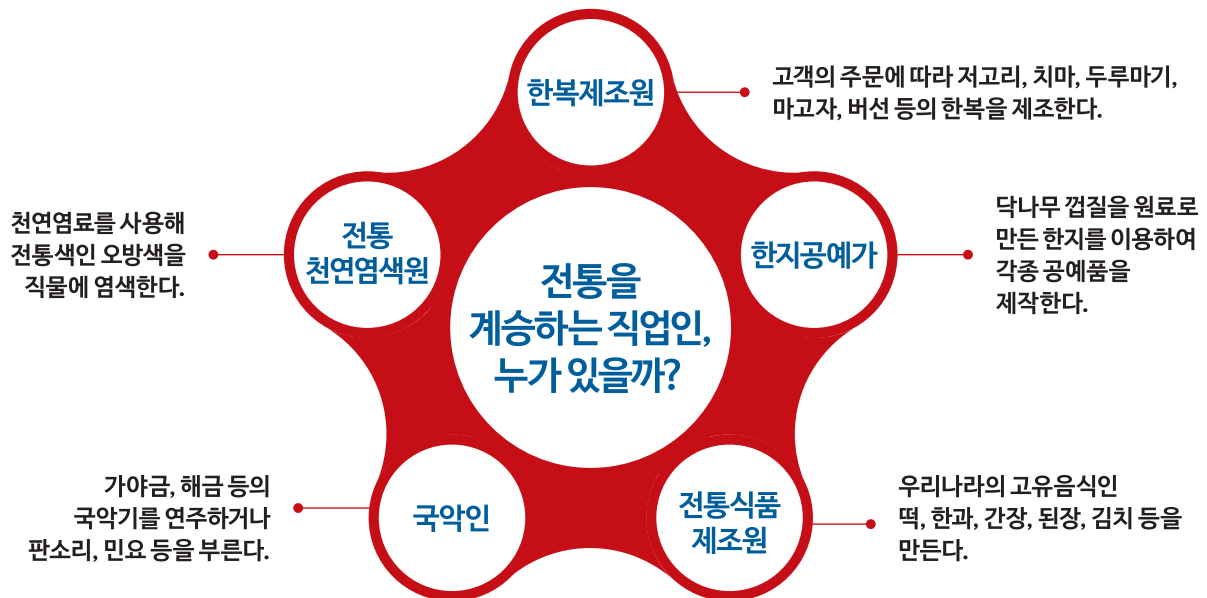 전통을
계승하는 직업인,
누가 있을까?
한복제조원
고객의 주문에 따라 저고리, 치마, 두루마기,
마고자, 버선 등의 한복을 제조한다.
한지공예가
닥나무 껍질을 원료로
만든 한지를 이용하여
각종 공예품을
제작한다.
전통식품
제조원
우리나라의 고유음식인
떡, 한과, 간장, 된장, 김치 등을
만든다.
국악인
가야금, 해금 등의
국악기를 연주하거나
판소리, 민요 등을 부른다.
전통
천연염색원
천연염료를 사용해
전통색인 오방색을
직물에 염색한다.